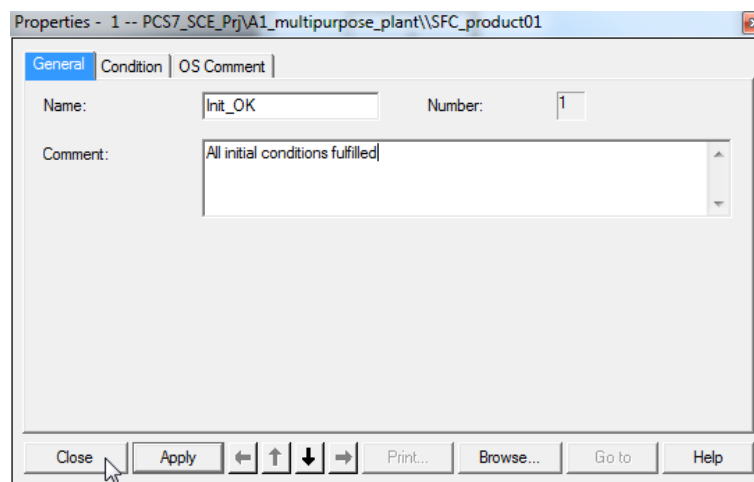 Properties -  1 -- PCS7_SCE_Prj\A1_multipurpose_plant\\SFC_product01
General Condition OS Comment
Name: Init_OK Number: 1
Comment: All initial conditions fulfilled
Close Apply Print... Browse... Go to Help